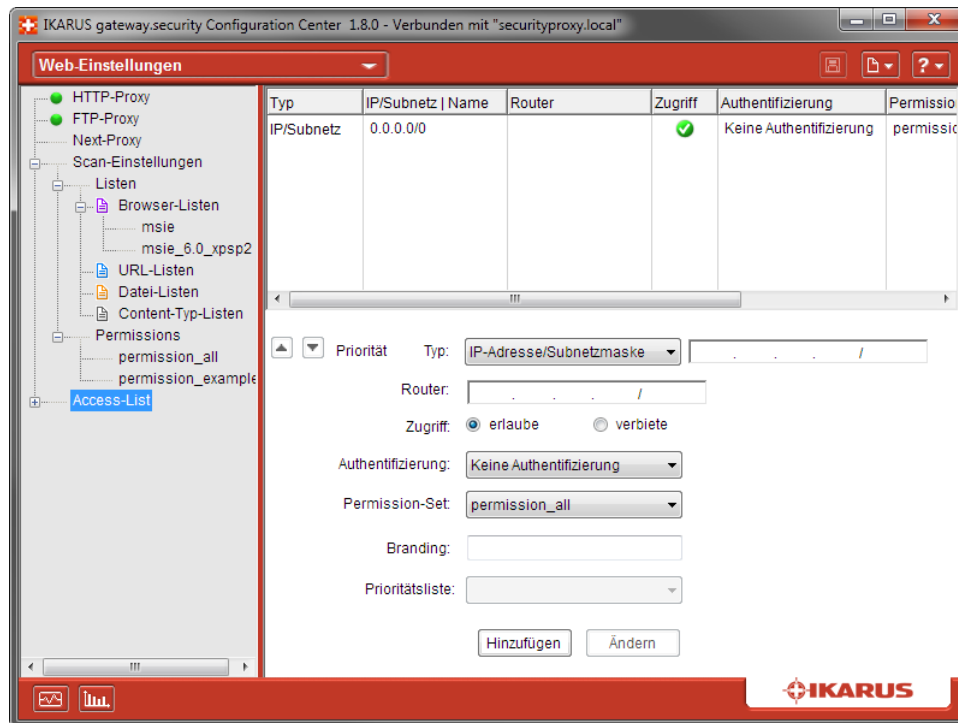 IKARUS gateway.security Configuration Center 1.8.0 - Verbunden mit "securityproxy.local"
Web-Einstellungen
HTTP-Proxy
FTP-Proxy
Next-Proxy
Scan-Einstellungen
Listen
Browser-Listen
msie
msie_6.0_xpsp2
URL-Listen
Datei-Listen
Content-Typ-Listen
Permissions
permission_all
permission_example
Access-List
Typ IP/Subnetz | Name Router Zugriff Authentifizierung Permissio
IP/Subnetz 0.0.0.0/0 Keine Authentifizierung permissic
Priorität Typ: IP-Adresse/Subnetzmaske . . . /
Router: . . . /
Zugriff: erlaube verbiete
Authentifizierung: Keine Authentifizierung
Permission-Set: permission_all
Branding:
Prioritätsliste:
Hinzufügen Ändern
IKARUS